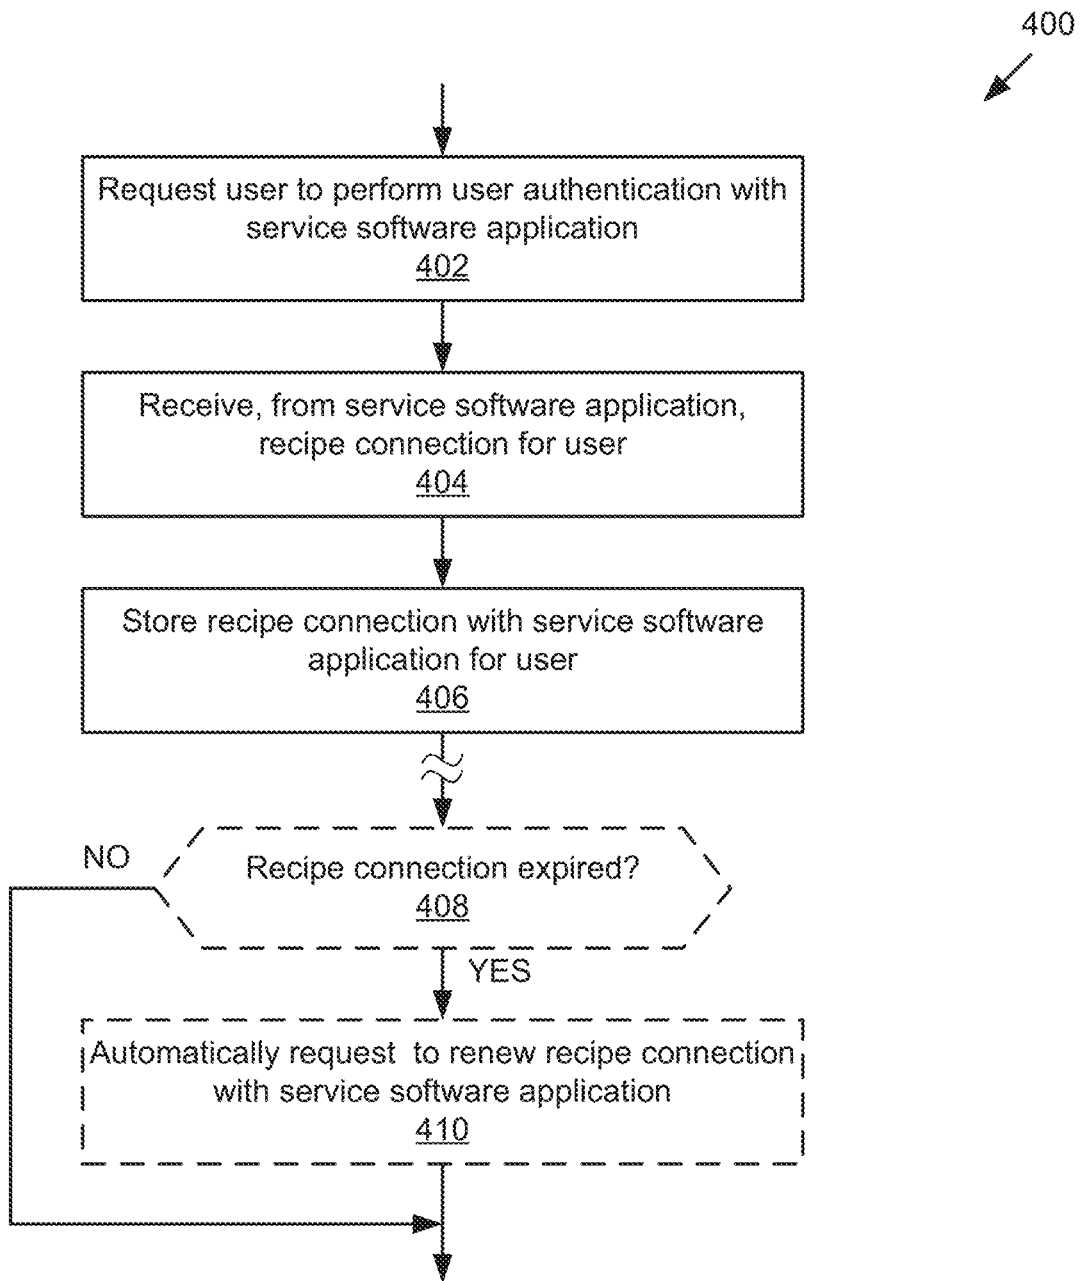 400
Request user to perform user authentication with
service software application
402
Receive, from service software application,
recipe connection for user
404
Store recipe connection with service software
application for user
406
NO
Recipe connection expired?
408
YES
Automatically request to renew recipe connection
with service software application
410